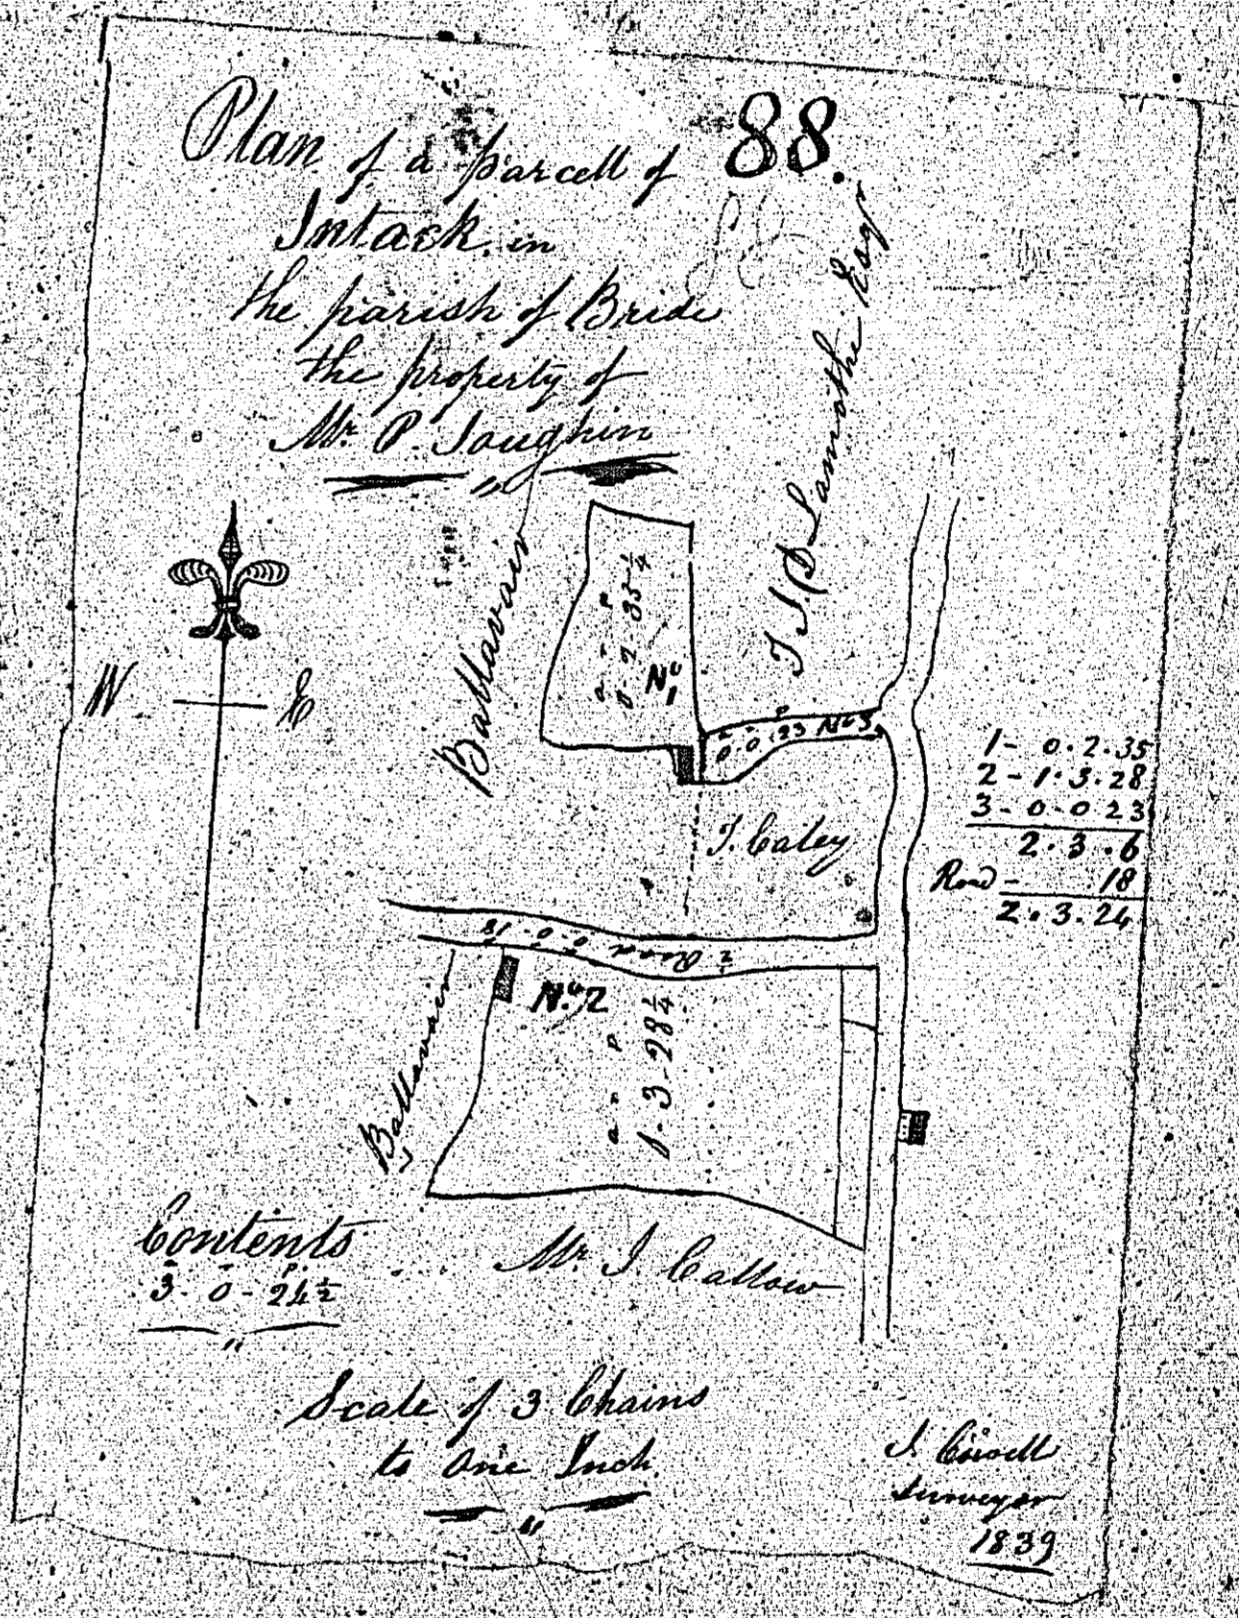 Plan of a parcell of
88.
Intack in
the parish of Bride
the property of
Mr. P. Joughin
W E
Ballavair
T I B Lamothe Esqr
a r p
0-2-35¼
No 1
0-0-23 No 3
T. Caley
1- 0.2.35
2- 1.3.28
3- 0-0 23
2.3.6
Road - 18
2.3.24
½ Road 0-0-18
Ballavair
No. 2
a r p
1-3-28¼
Contents
3-0-24½
Mr. J Callow
Scale of 3 Chains
to One Inch
Surveyor
1839